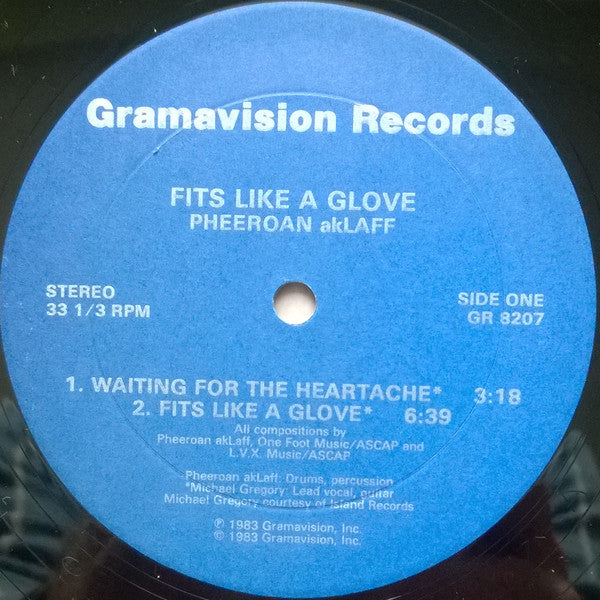 Gramavision Records
FITS LIKE A GLOVE
PHEEROAN akLAFF
STEREO
33 1/3 RPM
SIDE ONE
GR 8207
1. WAITING FOR THE HEARTACHE* 3:18
2. FITS LIKE A GLOVE* 6:39
All compositions by
Pheeroan akLaff, One Foot Music/ASCAP and
L.V.X. Music/ASCAP
Pheeroan akLaff: Drums, percussion
*Michael Gregory: Lead vocal, guitar
Michael Gregory courtesy of Island Records
℗ 1983 Gramavision, Inc.
© 1983 Gramavision, Inc.